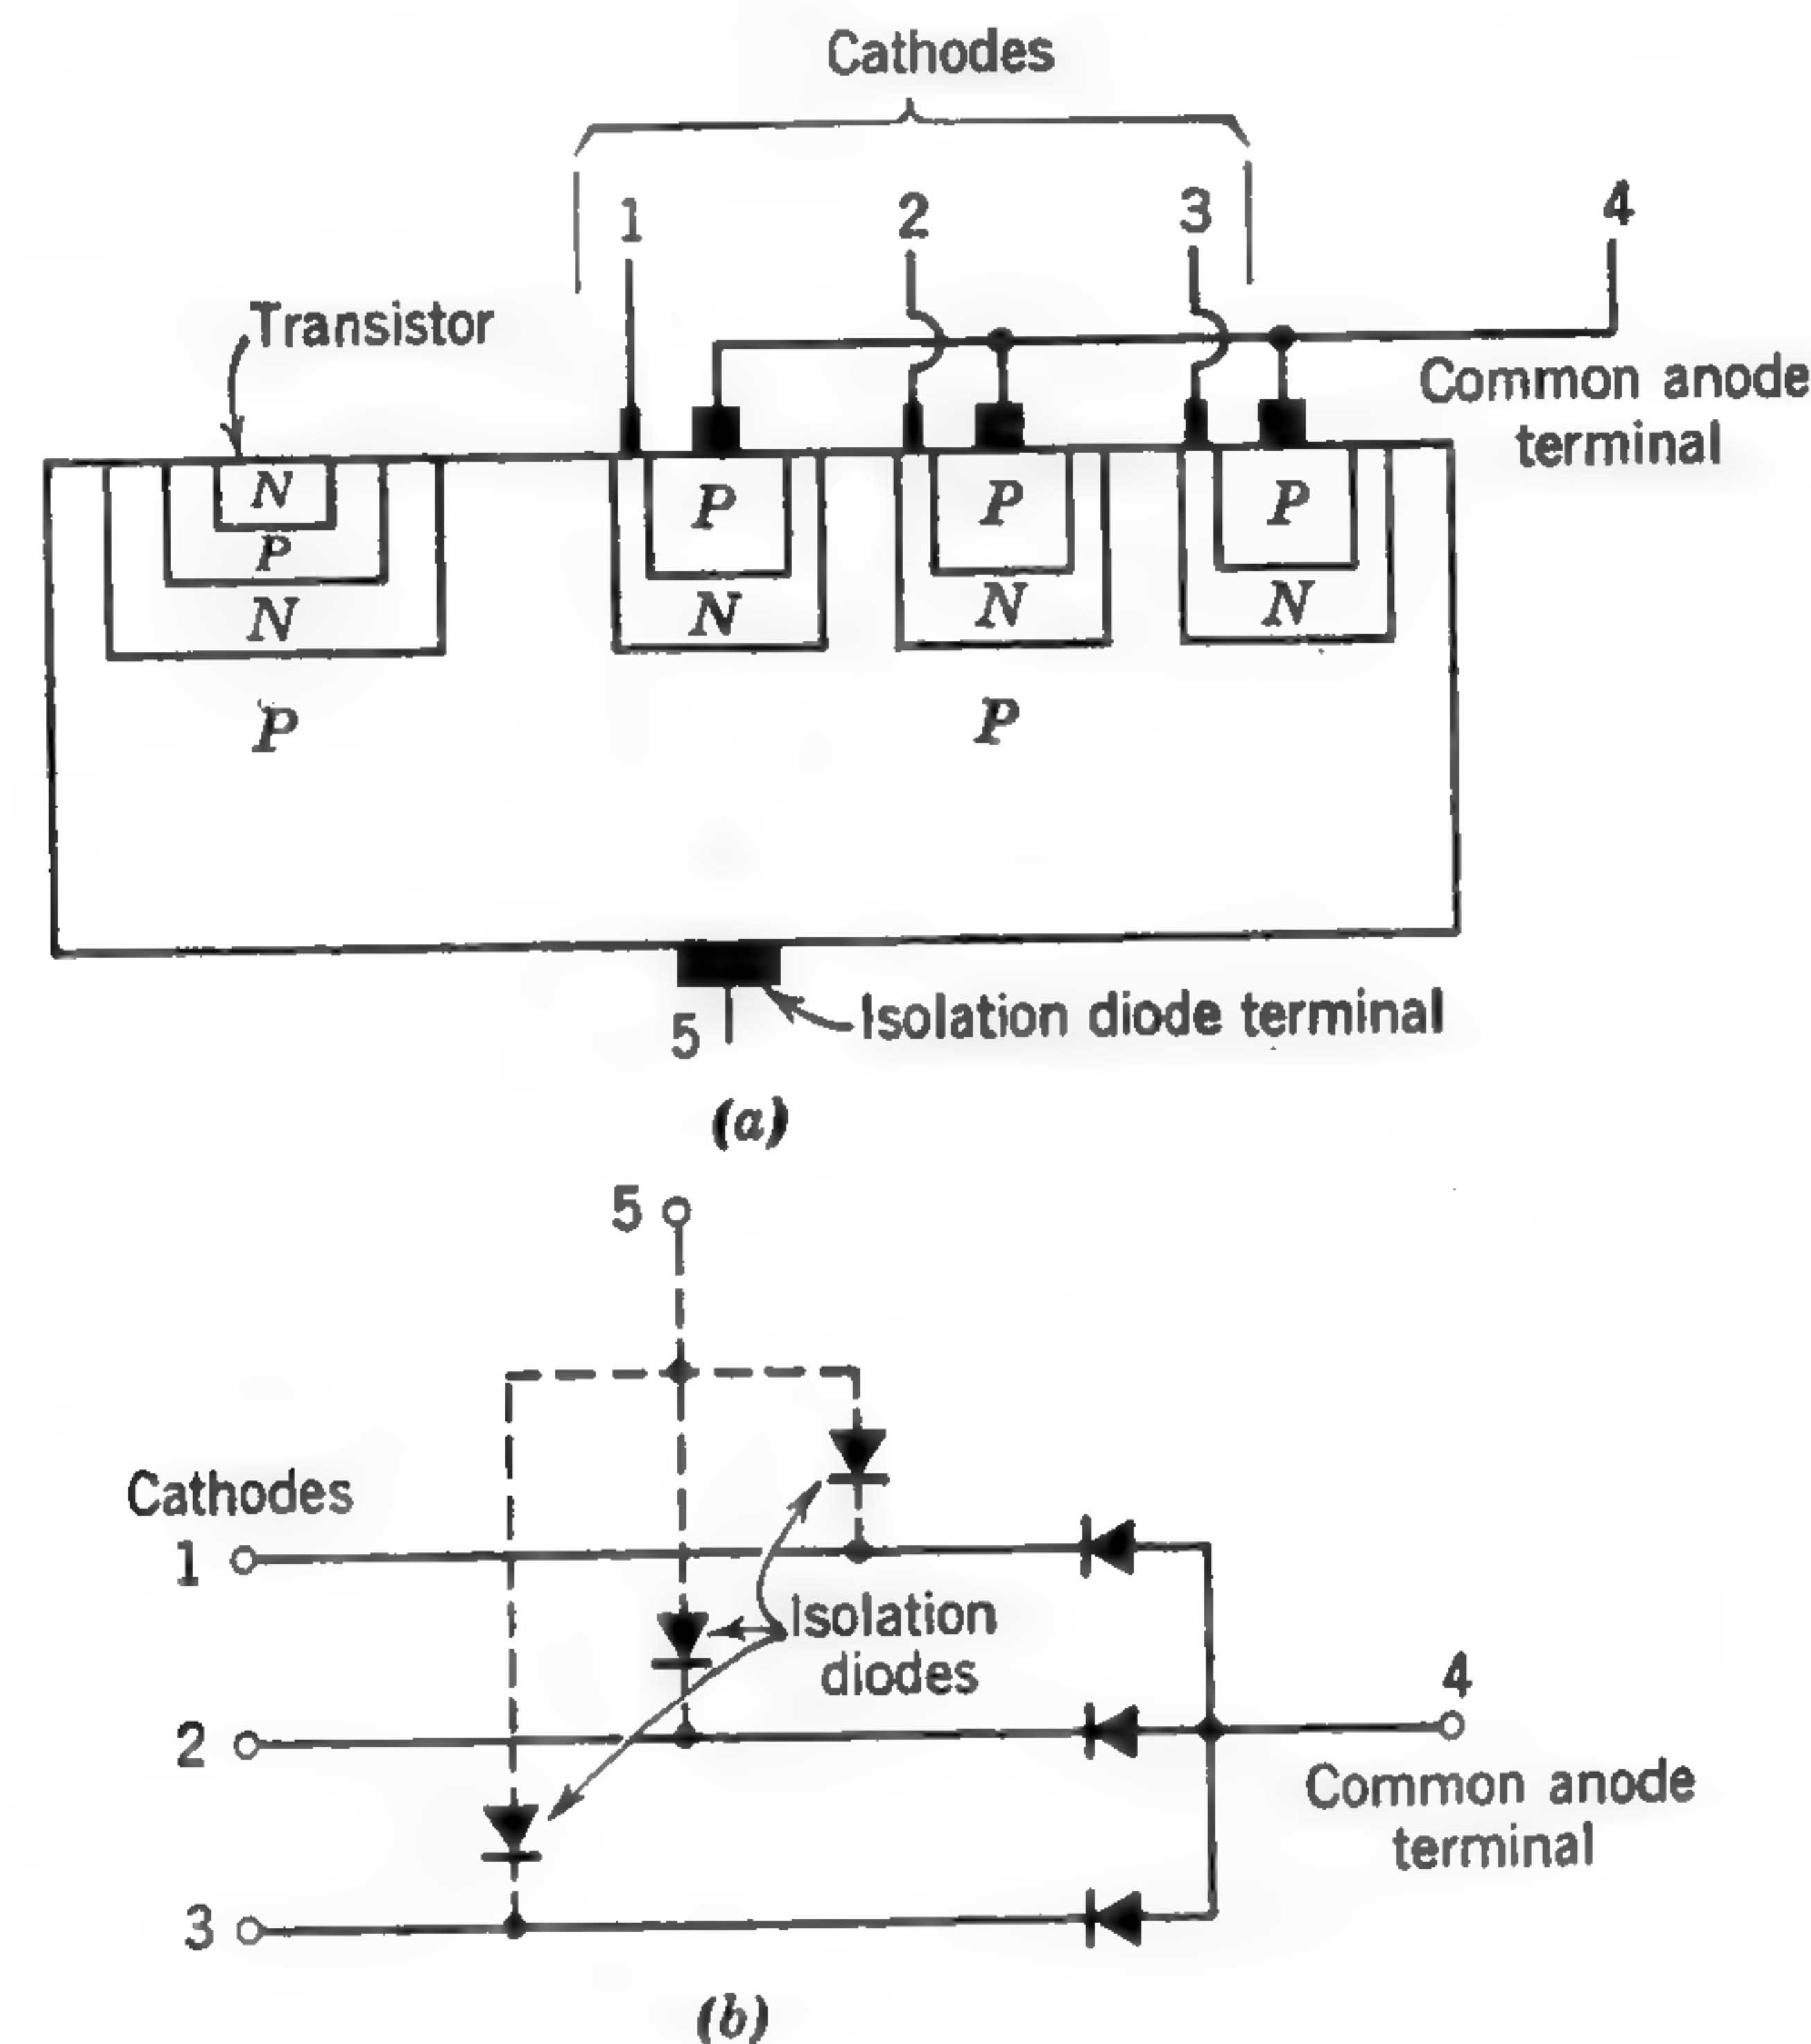 Cathodes
1
2
3
4
Transistor
Common anode
terminal
N
P
N
P
P
N
P
N
P
N
P
5
Isolation diode terminal
(a)
5
Cathodes
1
Isolation
diodes
2
4
Common anode
terminal
3
(b)